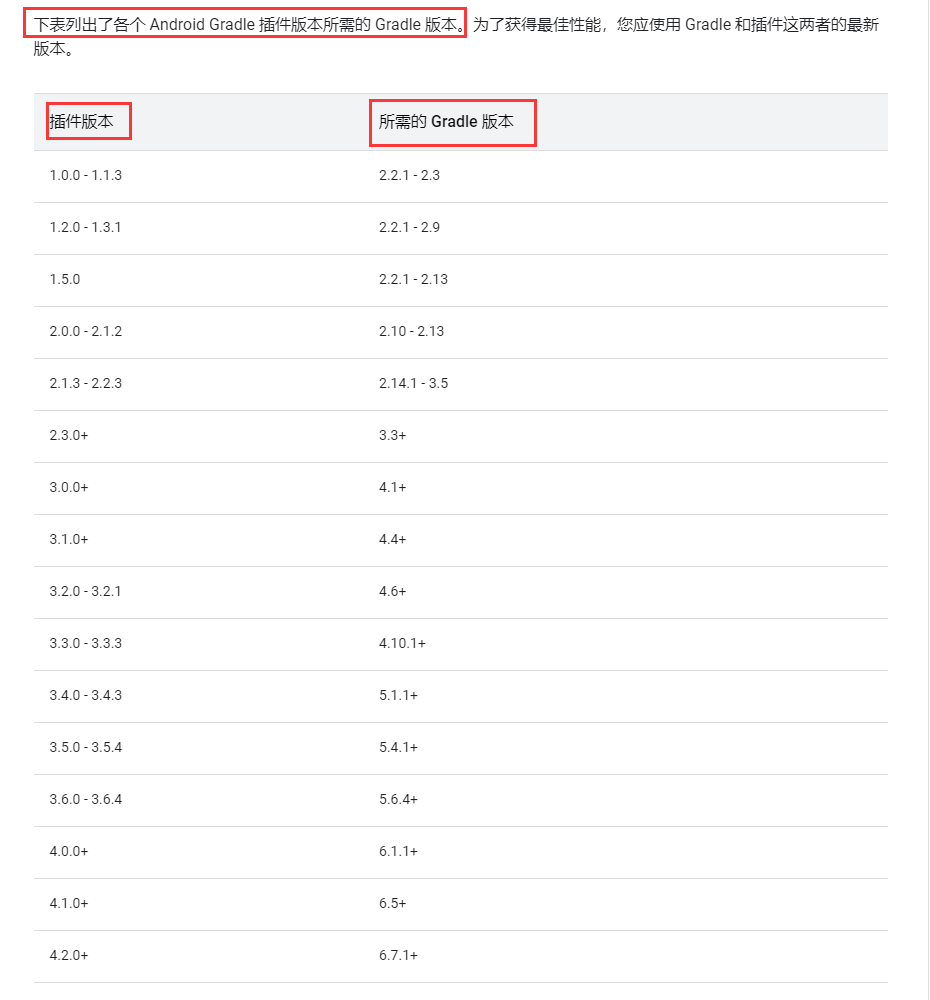 下表列出了各个 Android Gradle 插件版本所需的 Gradle 版本。为了获得最佳性能，您应使用 Gradle 和插件这两者的最新
版本。
插件版本 所需的 Gradle 版本
1.0.0 - 1.1.3 2.2.1 - 2.3
1.2.0 - 1.3.1 2.2.1 - 2.9
1.5.0 2.2.1 - 2.13
2.0.0 - 2.1.2 2.10 - 2.13
2.1.3 - 2.2.3 2.14.1 - 3.5
2.3.0+ 3.3+
3.0.0+ 4.1+
3.1.0+ 4.4+
3.2.0 - 3.2.1 4.6+
3.3.0 - 3.3.3 4.10.1+
3.4.0 - 3.4.3 5.1.1+
3.5.0 - 3.5.4 5.4.1+
3.6.0 - 3.6.4 5.6.4+
4.0.0+ 6.1.1+
4.1.0+ 6.5+
4.2.0+ 6.7.1+